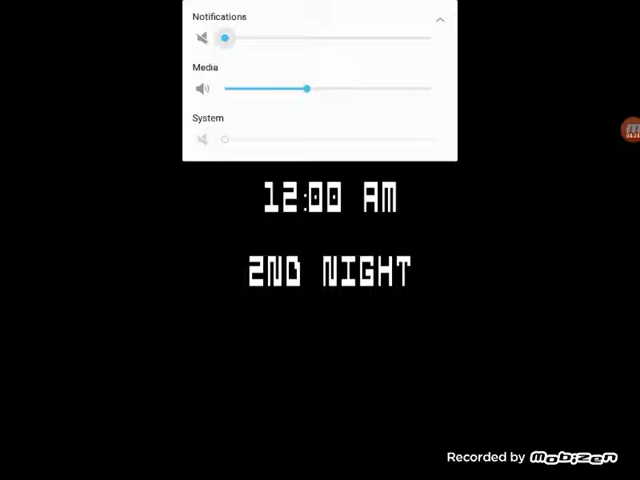 Notifications
Media
System
12:00 AM
2ND NIGHT
Recorded by Mobizen